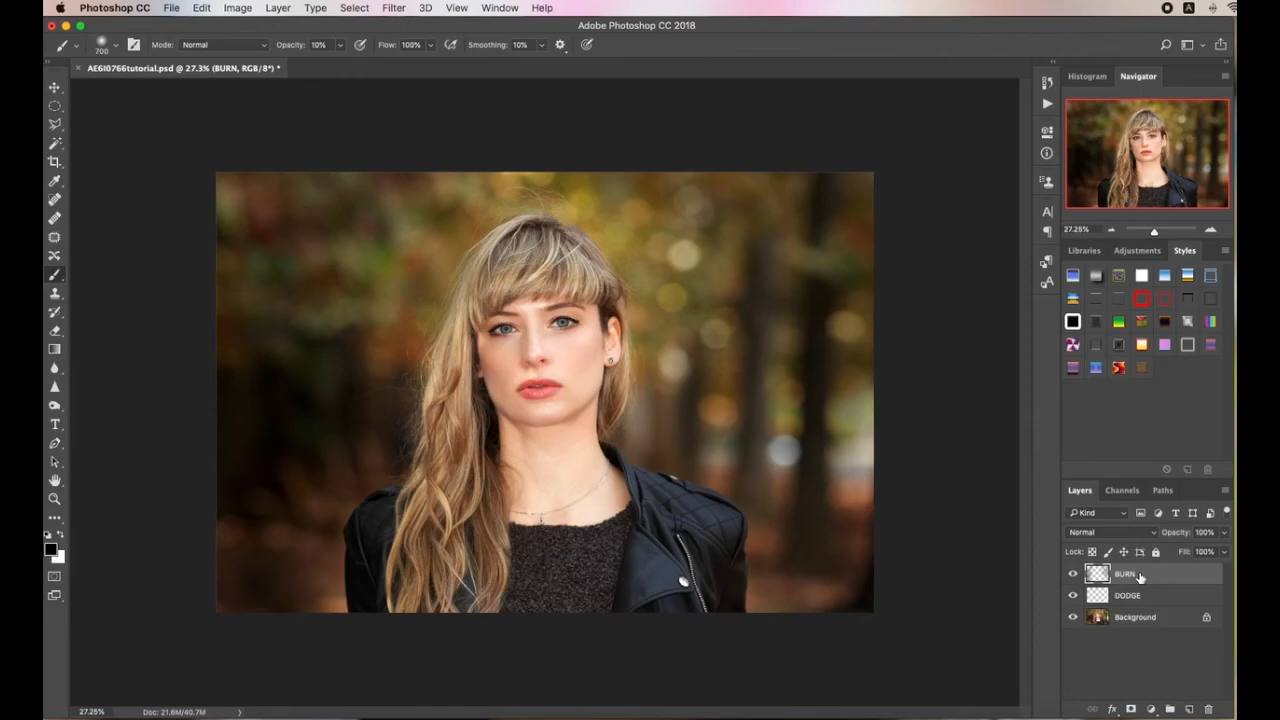 Photoshop CC File Edit Image Layer Type Select Filter 3D View Window Help
Adobe Photoshop CC 2018
700 Mode: Normal Opacity: 10% Flow: 100% Smoothing: 10%
AE6I0766tutorial.psd @ 27.3% (BURN, RGB/8*) *
Histogram Navigator
27.25%
Libraries Adjustments Styles
Layers Channels Paths
Kind
Normal Opacity: 100%
Lock: Fill: 100%
BURN
DODGE
Background
27.25% Doc: 21.6M/40.7M